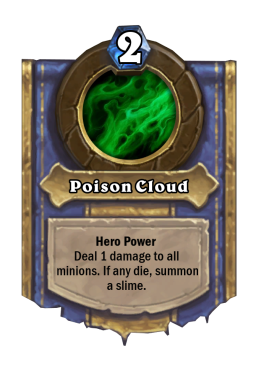 2
Poison Cloud
Hero Power
Deal 1 damage to all
minions. If any die, summon
a slime.